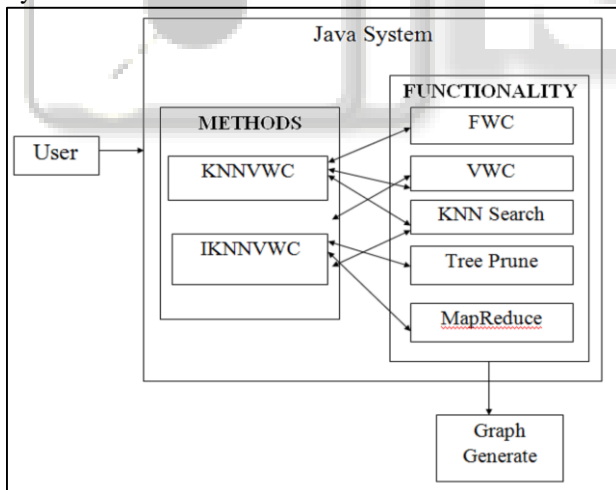 Java System
FUNCTIONALITY
METHODS
FWC
User
KNNVWC
VWC
KNN Search
IKNNVWC
Tree Prune
MapReduce
Graph
Generate